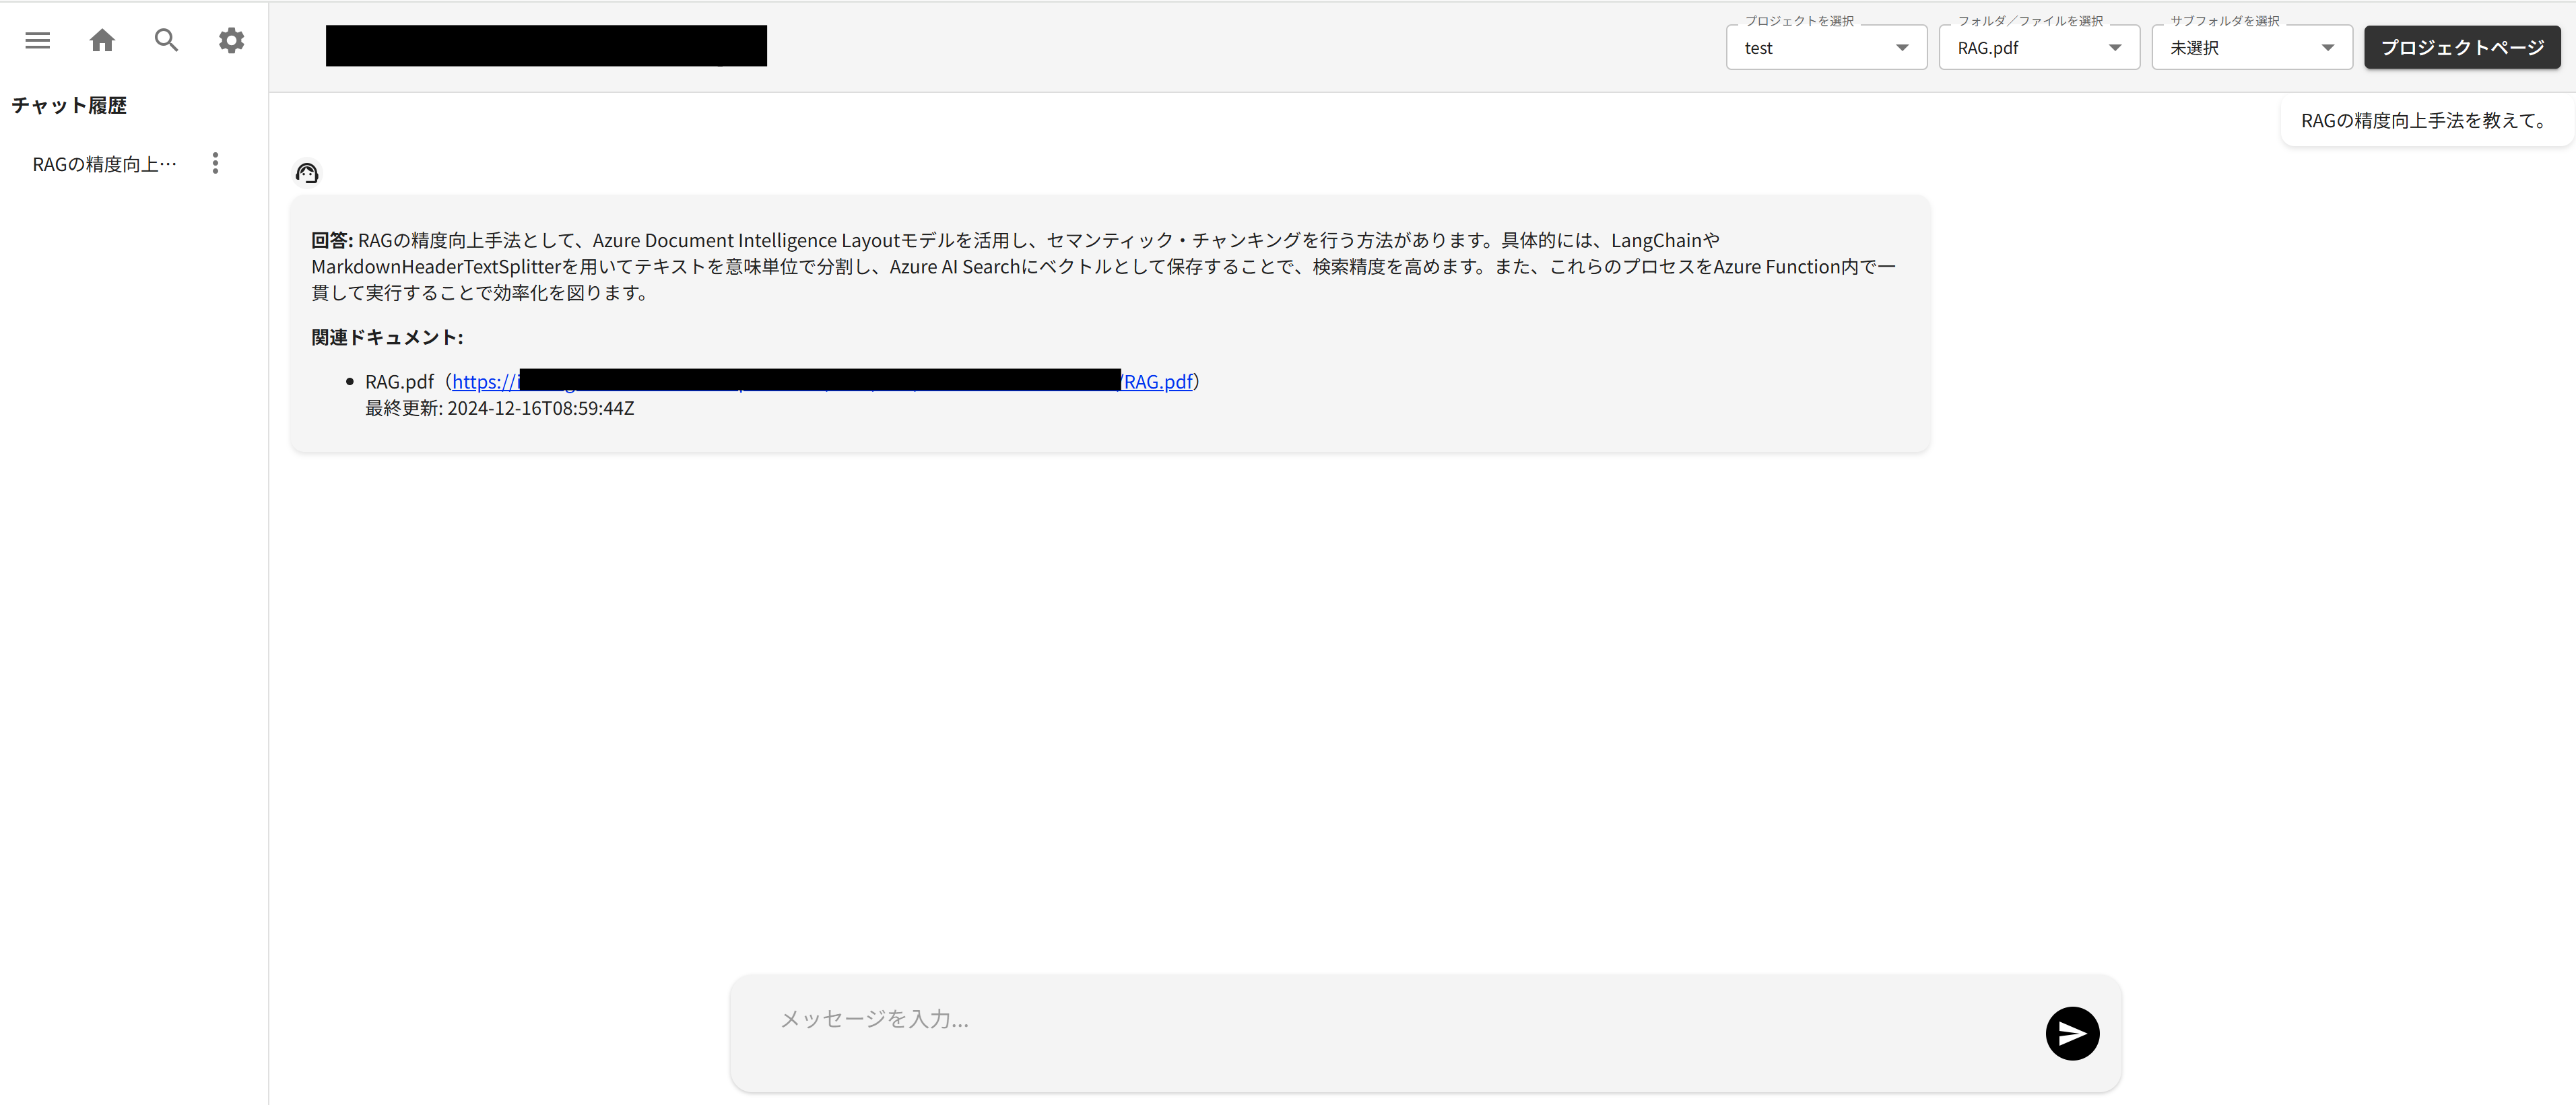 プロジェクトを選択
test
フォルダ／ファイルを選択
RAG.pdf
サブフォルダを選択
未選択
プロジェクトページ
チャット履歴
RAGの精度向上…
RAGの精度向上手法を教えて。
回答: RAGの精度向上手法として、Azure Document Intelligence Layoutモデルを活用し、セマンティック・チャンキングを行う方法があります。具体的には、LangChainや
MarkdownHeaderTextSplitterを用いてテキストを意味単位で分割し、Azure AI Searchにベクトルとして保存することで、検索精度を高めます。また、これらのプロセスをAzure Function内で一
貫して実行することで効率化を図ります。
関連ドキュメント:
RAG.pdf（https://i /RAG.pdf）
最終更新: 2024-12-16T08:59:44Z
メッセージを入力...